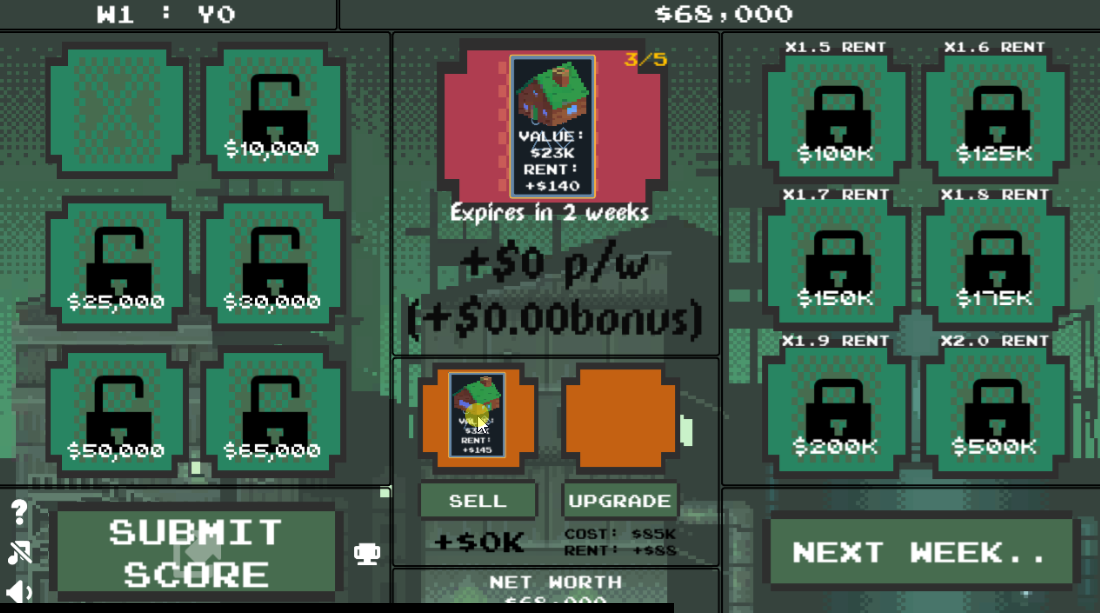 W1 : Y0
$68,000
$10,000
$25,000
$30,000
$50,000
$65,000
SUBMIT
SCORE
?
3/5
VALUE:
$23K
RENT:
+$140
Expires in 2 weeks
+$0 p/w
(+$0.00bonus)
RENT:
+$145
SELL
UPGRADE
+$0K
COST: $85K
RENT: +$88
NET WORTH
$68,000
X1.5 RENT
X1.6 RENT
$100K
$125K
X1.7 RENT
X1.8 RENT
$150K
$175K
X1.9 RENT
X2.0 RENT
$200K
$500K
NEXT WEEK..